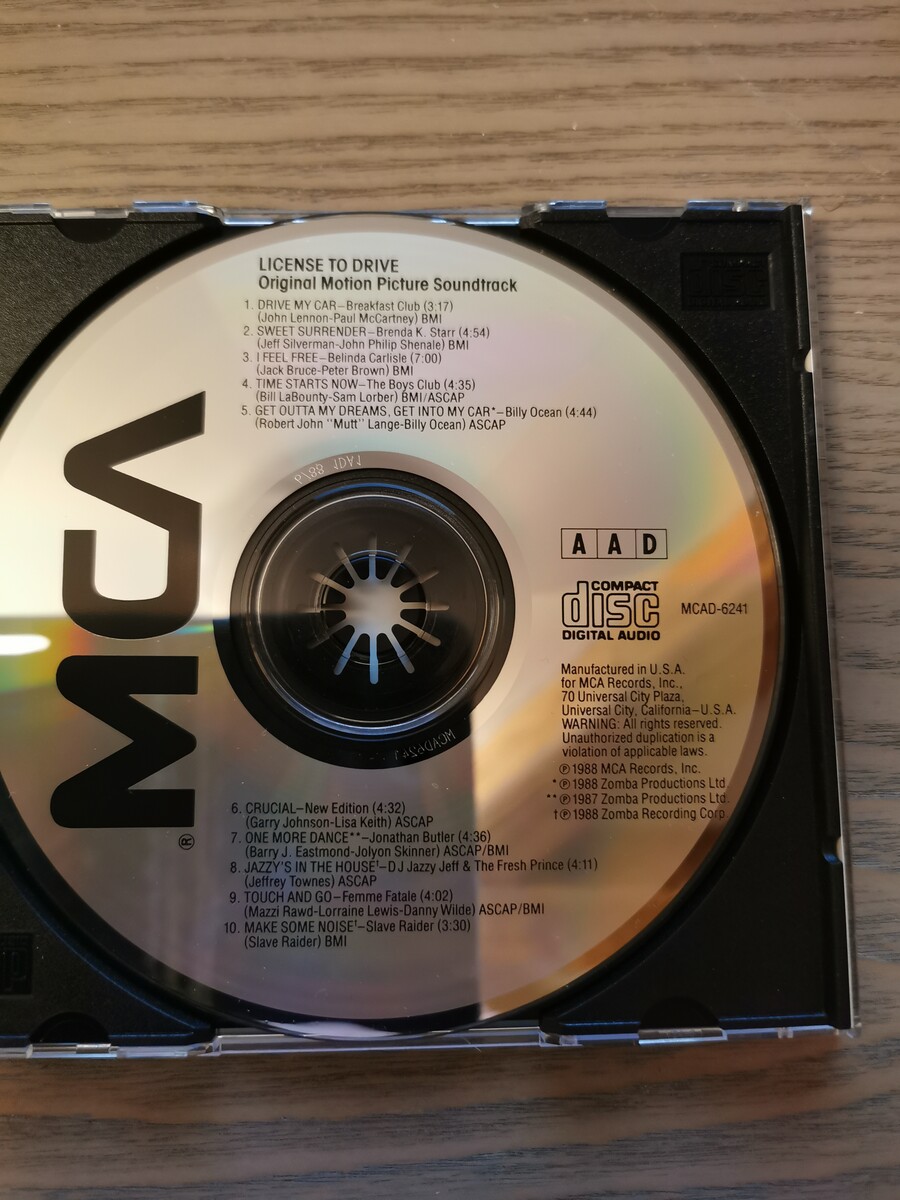 LICENSE TO DRIVE
Original Motion Picture Soundtrack
1. DRIVE MY CAR–Breakfast Club (3:17)
(John Lennon-Paul McCartney) BMI
2. SWEET SURRENDER–Brenda K. Starr (4:54)
(Jeff Silverman-John Philip Shenale) BMI
3. I FEEL FREE–Belinda Carlisle (7:00)
(Jack Bruce-Peter Brown) BMI
4. TIME STARTS NOW–The Boys Club (4:35)
(Bill LaBounty-Sam Lorber) BMI/ASCAP
5. GET OUTTA MY DREAMS, GET INTO MY CAR*–Billy Ocean (4:44)
(Robert John "Mutt" Lange-Billy Ocean) ASCAP
MCA
®
AAD
COMPACT
disc
DIGITAL AUDIO
MCAD-6241
Manufactured in U.S.A.
for MCA Records, Inc.,
70 Universal City Plaza,
Universal City, California–U.S.A.
WARNING: All rights reserved.
Unauthorized duplication is a
violation of applicable laws.
℗1988 MCA Records, Inc.
*℗1988 Zomba Productions Ltd.
**℗1987 Zomba Productions Ltd.
†℗1988 Zomba Recording Corp.
6. CRUCIAL–New Edition (4:32)
(Garry Johnson-Lisa Keith) ASCAP
7. ONE MORE DANCE**–Jonathan Butler (4:36)
(Barry J. Eastmond-Jolyon Skinner) ASCAP/BMI
8. JAZZY'S IN THE HOUSE†–DJ Jazzy Jeff & The Fresh Prince (4:11)
(Jeffrey Townes) ASCAP
9. TOUCH AND GO–Femme Fatale (4:02)
(Mazzi Rawd-Lorraine Lewis-Danny Wilde) ASCAP/BMI
10. MAKE SOME NOISE†–Slave Raider (3:30)
(Slave Raider) BMI